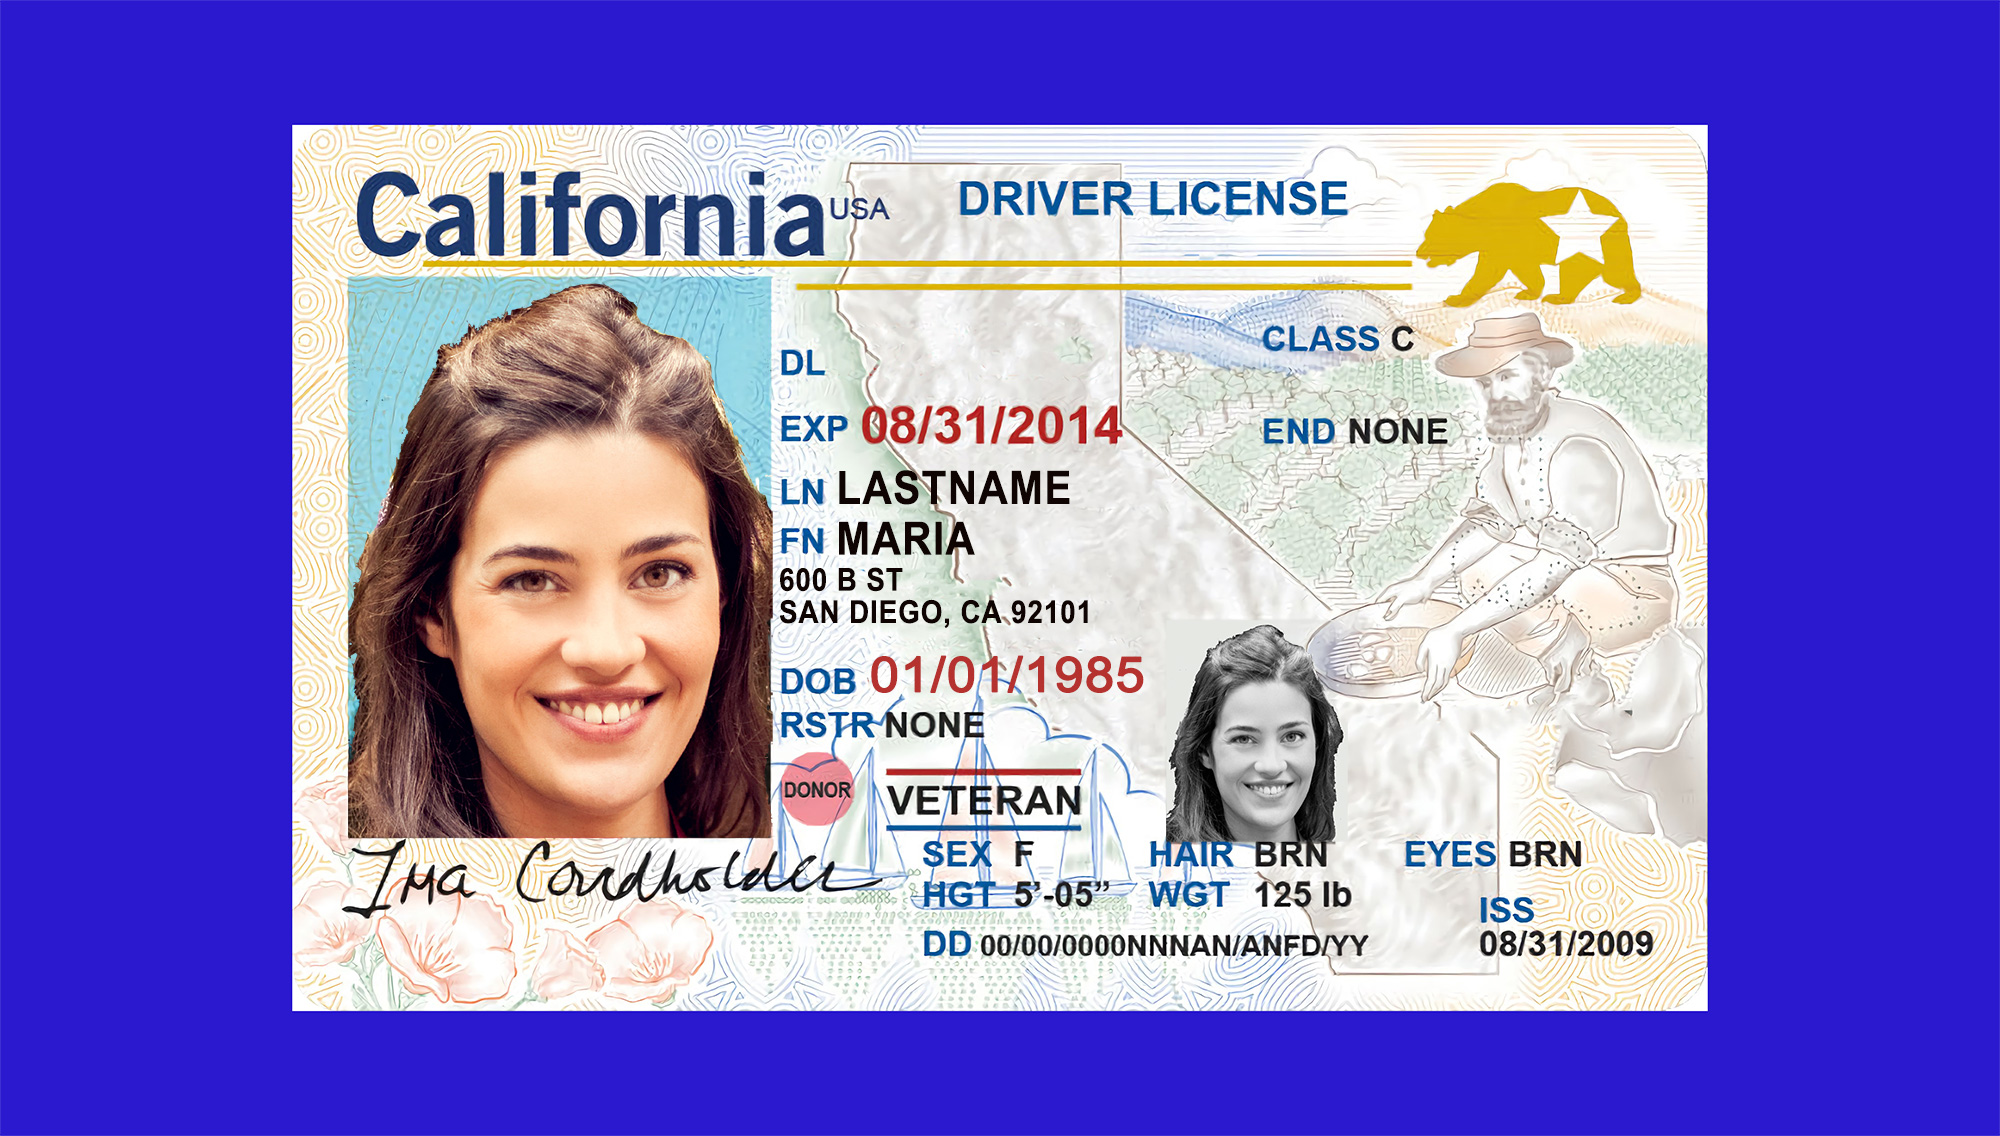 California USA DRIVER LICENSE
DL
CLASS C
EXP 08/31/2014
END NONE
LN LASTNAME
FN MARIA
600 B ST
SAN DIEGO, CA 92101
DOB 01/01/1985
RSTR NONE
DONOR
VETERAN
Ima Cardholder
SEX F HAIR BRN EYES BRN
HGT 5'-05" WGT 125 lb
ISS
DD 00/00/0000NNNAN/ANFD/YY 08/31/2009